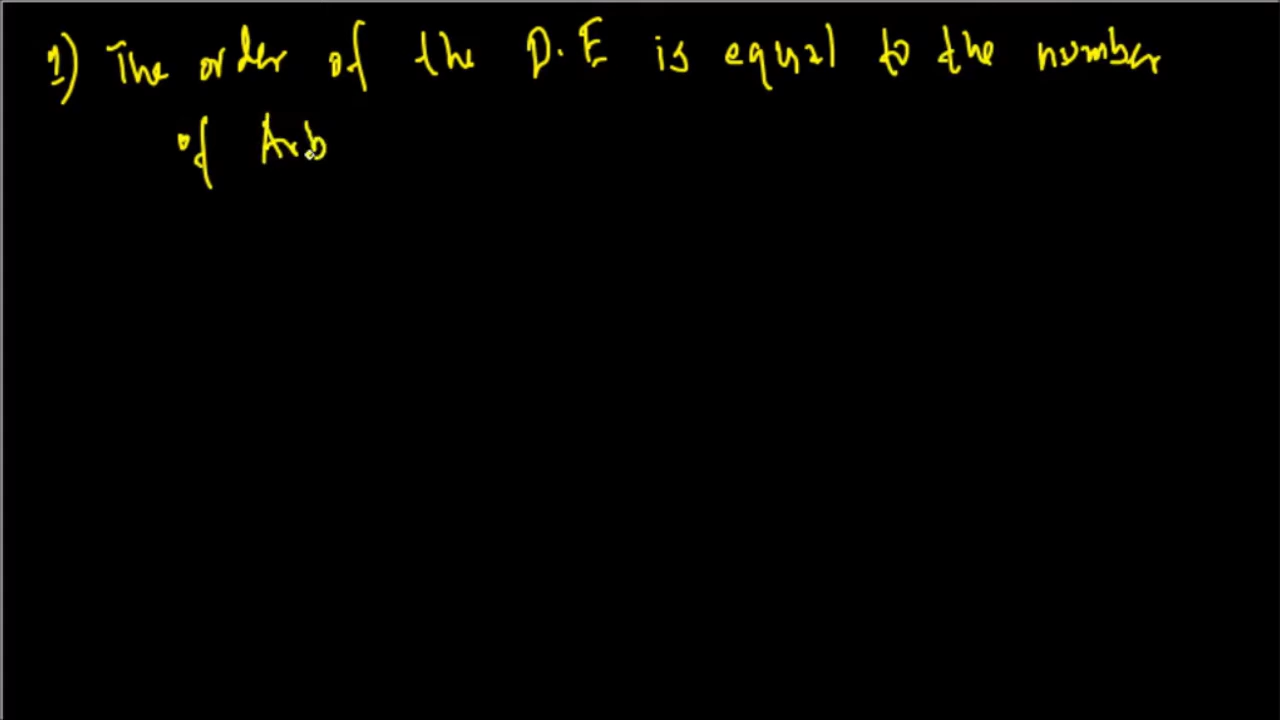 1) The order of the D.E is equal to the number
of Arb